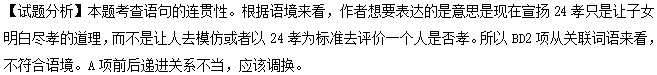 【试题分析】本题考查语句的连贯性。根据语境来看，作者想要表达的是意思是现在宣扬 24 孝只是让子女
明白尽孝的道理，而不是让人去模仿或者以 24 孝为标准去评价一个人是否孝。所以 BD2 项从关联词语来看，
不符合语境。A 项前后递进关系不当，应该调换。